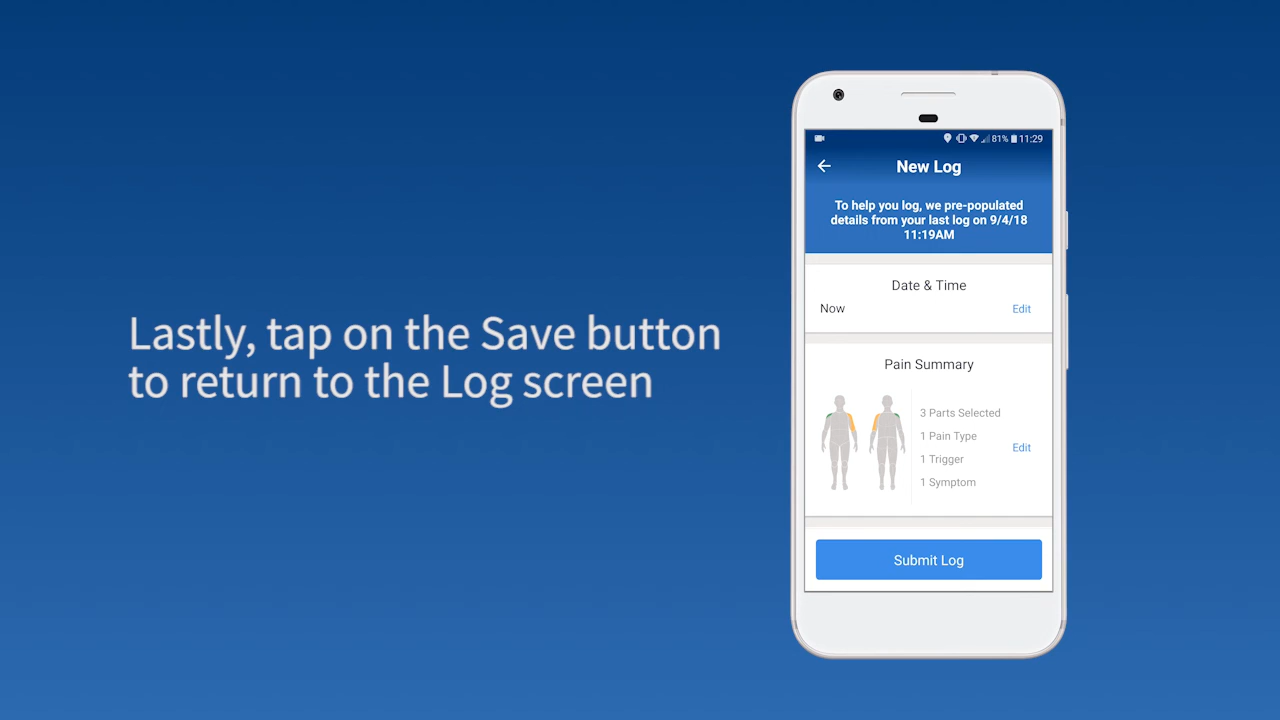 Lastly, tap on the Save button
to return to the Log screen
81% 11:29
New Log
To help you log, we pre-populated
details from your last log on 9/4/18
11:19AM
Date & Time
Now Edit
Pain Summary
3 Parts Selected
1 Pain Type
Edit
1 Trigger
1 Symptom
Submit Log